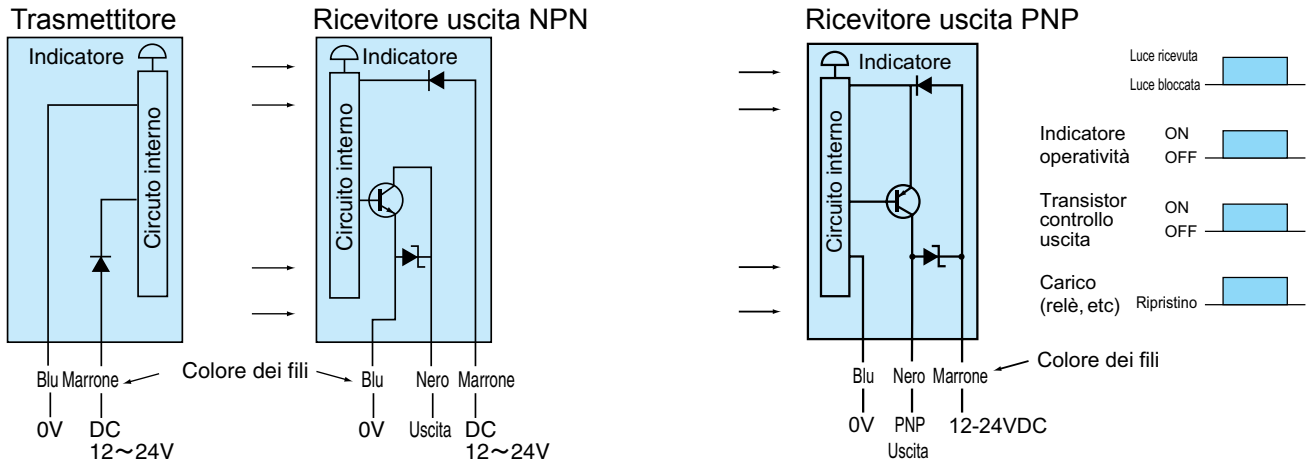 Trasmettitore
Indicatore
Circuito interno
Blu Marrone
0V DC
12～24V
Colore dei fili
Ricevitore uscita NPN
Indicatore
Circuito interno
Blu Nero Marrone
0V Uscita DC
12～24V
Ricevitore uscita PNP
Indicatore
Circuito interno
Blu Nero Marrone
Colore dei fili
0V PNP 12-24VDC
Uscita
Luce ricevuta
Luce bloccata
Indicatore
operatività
ON
OFF
Transistor
controllo
uscita
ON
OFF
Carico
(relè, etc) Ripristino